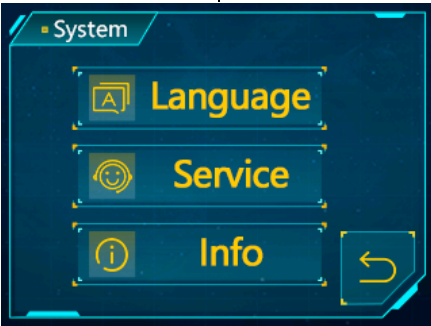 System
A
Language
Service
i
Info